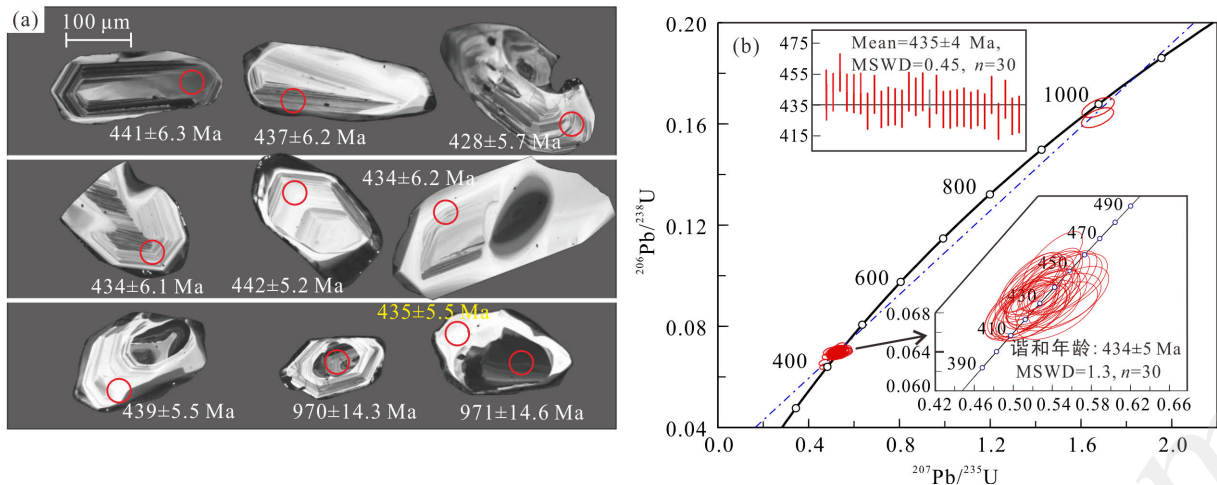 (a)
100 μm
441±6.3 Ma
437±6.2 Ma
428±5.7 Ma
434±6.1 Ma
442±5.2 Ma
434±6.2 Ma
439±5.5 Ma
970±14.3 Ma
435±5.5 Ma
971±14.6 Ma
(b)
0.20
0.16
0.12
0.08
0.04
²⁰⁶Pb/²³⁸U
0.0
0.4
0.8
1.2
1.6
2.0
²⁰⁷Pb/²³⁵U
400
600
800
1000
475
455
435
415
Mean=435±4 Ma,
MSWD=0.45, n=30
490
470
450
430
410
390
0.068
0.064
0.060
谐和年龄: 434±5 Ma
MSWD=1.3, n=30
0.42 0.46 0.50 0.54 0.58 0.62 0.66